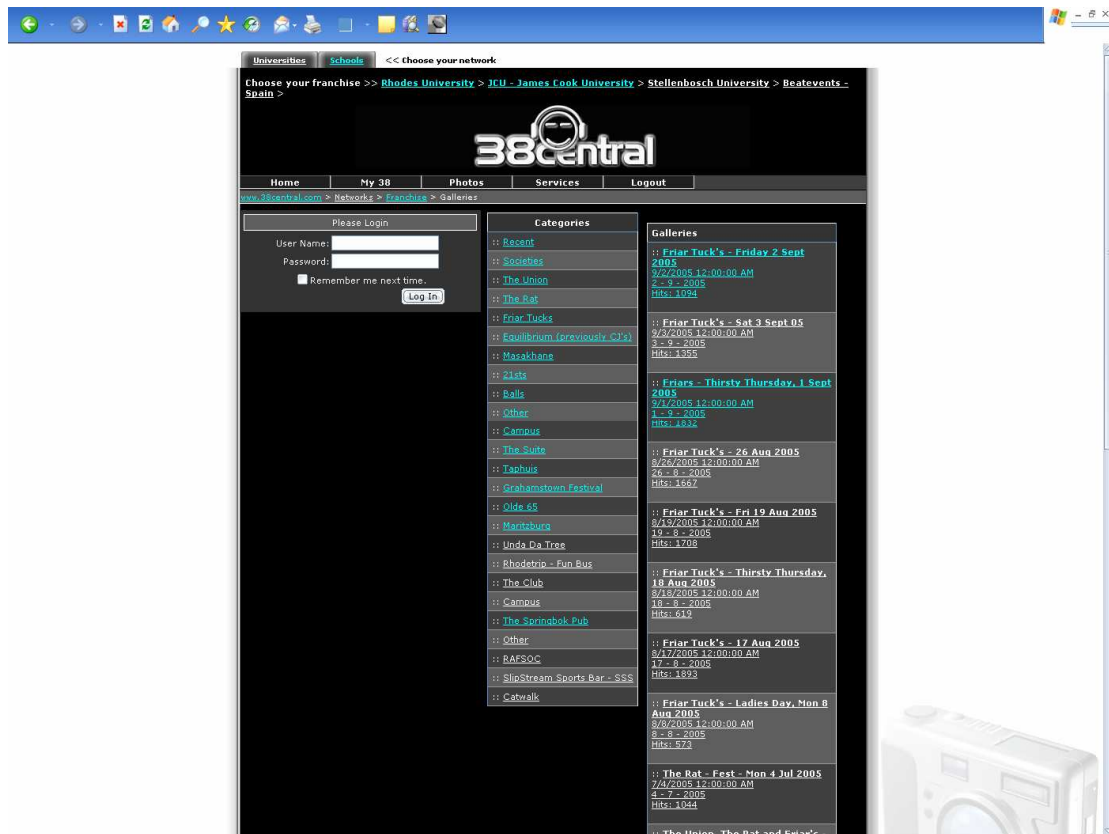 Universities Schools << Choose your network
Choose your franchise >> Rhodes University > JCU - James Cook University > Stellenbosch University > Beatevents -
Spain >
38central
Home My 38 Photos Services Logout
www.38central.com > Networks > Franchise > Galleries
Please Login
User Name:
Password:
Remember me next time.
Log In
Categories
:: Recent
:: Societies
:: The Union
:: The Rat
:: Friar Tucks
:: Equilibrium (previously CJ's)
:: Masakhane
:: 21sts
:: Balls
:: Other
:: Campus
:: The Suite
:: Taphuis
:: Grahamstown Festival
:: Olde 65
:: Maritzburg
:: Unda Da Tree
:: Rhodetrip - Fun Bus
:: The Club
:: Campus
:: The Springbok Pub
:: Other
:: RAFSOC
:: SlipStream Sports Bar - SSS
:: Catwalk
Galleries
:: Friar Tuck's - Friday 2 Sept
2005
9/2/2005 12:00:00 AM
2 - 9 - 2005
Hits: 1094
:: Friar Tuck's - Sat 3 Sept 05
9/3/2005 12:00:00 AM
3 - 9 - 2005
Hits: 1355
:: Friars - Thirsty Thursday, 1 Sept
2005
9/1/2005 12:00:00 AM
1 - 9 - 2005
Hits: 1832
:: Friar Tuck's - 26 Aug 2005
8/26/2005 12:00:00 AM
26 - 8 - 2005
Hits: 1667
:: Friar Tuck's - Fri 19 Aug 2005
8/19/2005 12:00:00 AM
19 - 8 - 2005
Hits: 1708
:: Friar Tuck's - Thirsty Thursday,
18 Aug 2005
8/18/2005 12:00:00 AM
18 - 8 - 2005
Hits: 619
:: Friar Tuck's - 17 Aug 2005
8/17/2005 12:00:00 AM
17 - 8 - 2005
Hits: 1893
:: Friar Tuck's - Ladies Day, Mon 8
Aug 2005
8/8/2005 12:00:00 AM
8 - 8 - 2005
Hits: 573
:: The Rat - Fest - Mon 4 Jul 2005
7/4/2005 12:00:00 AM
4 - 7 - 2005
Hits: 1044
:: The Union, The Rat and Friar's